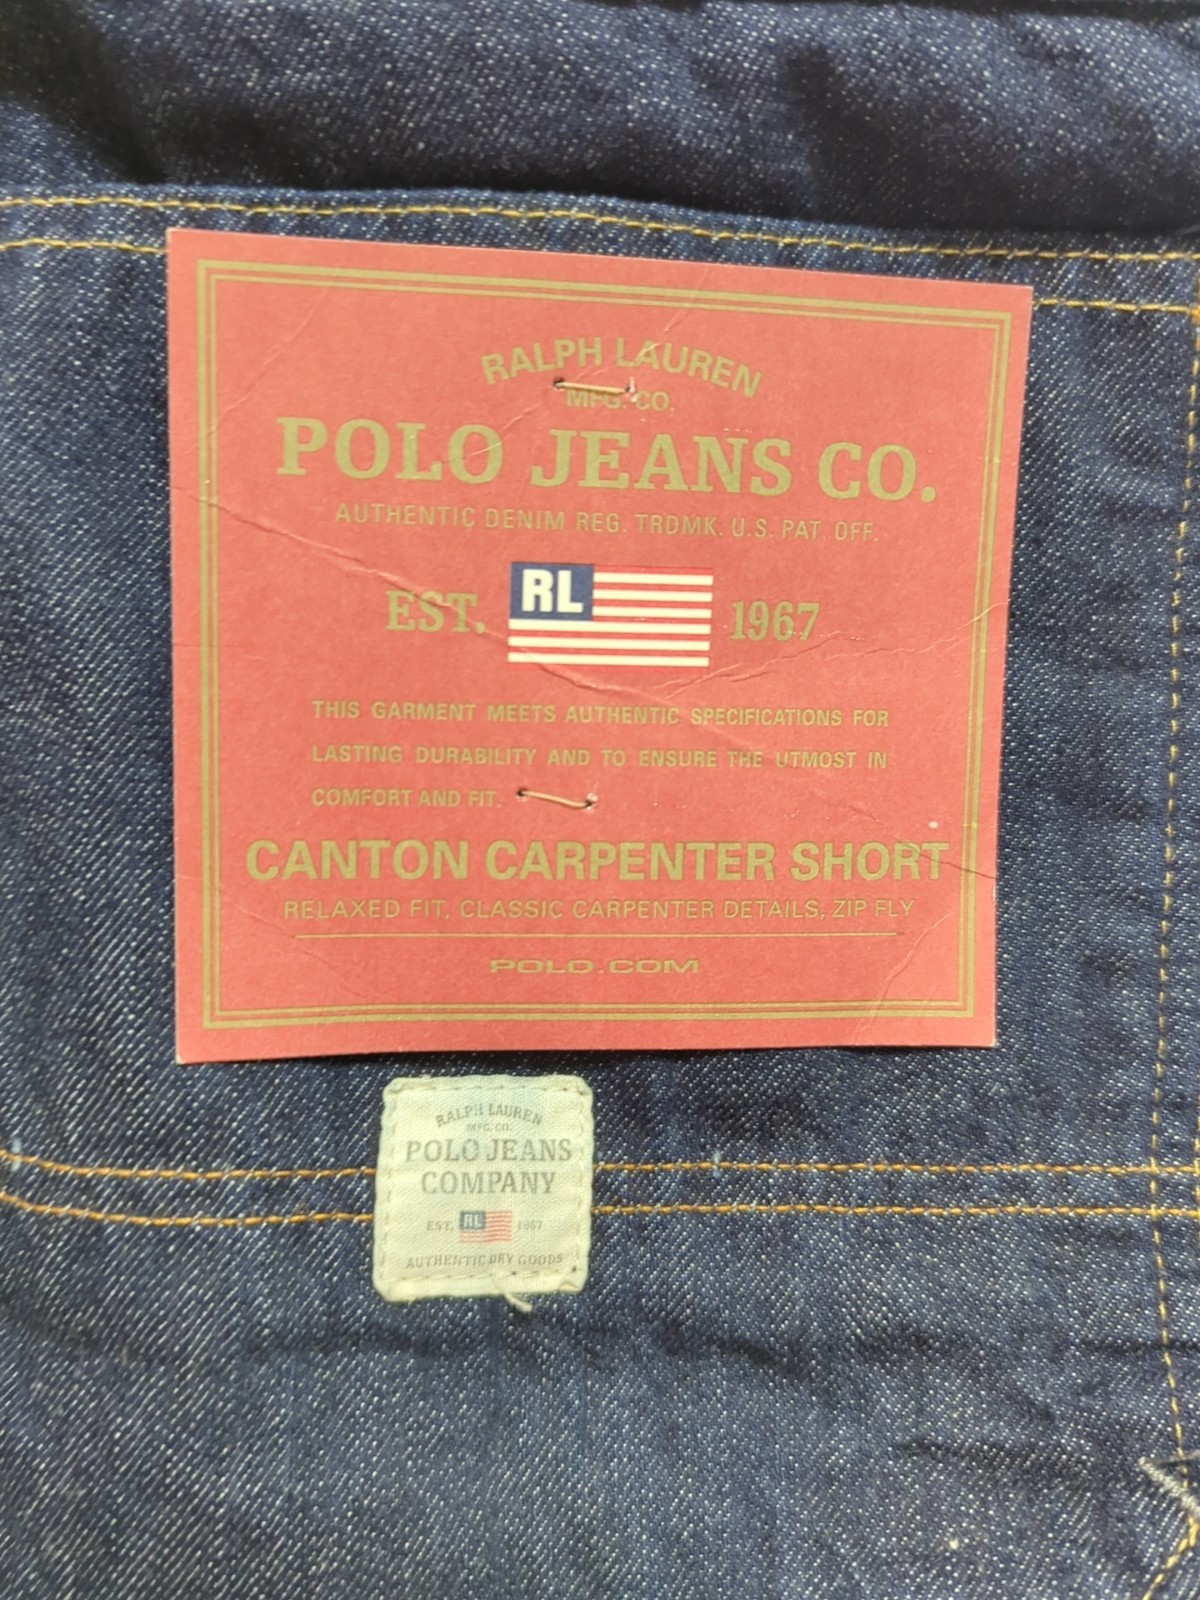 RALPH LAUREN
MFG. CO.
POLO JEANS CO.
AUTHENTIC DENIM REG. TRDMK. U.S. PAT. OFF.
EST. RL 1967
THIS GARMENT MEETS AUTHENTIC SPECIFICATIONS FOR
LASTING DURABILITY AND TO ENSURE THE UTMOST IN
COMFORT AND FIT.
CANTON CARPENTER SHORT
RELAXED FIT, CLASSIC CARPENTER DETAILS, ZIP FLY
POLO.COM
RALPH LAUREN
MFG. CO.
POLO JEANS
COMPANY
EST. RL 1967
AUTHENTIC DRY GOODS